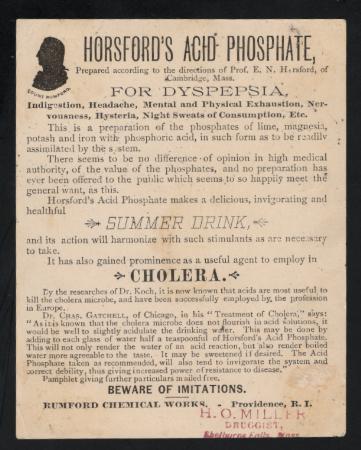 COUNT RUMFORD.
HORSFORD'S ACID PHOSPHATE,
Prepared according to the directions of Prof. E. N. Horsford, of
Cambridge, Mass.
FOR DYSPEPSIA,
Indigestion, Headache, Mental and Physical Exhaustion, Ner-
vousness, Hysteria, Night Sweats of Consumption, Etc.
This is a preparation of the phosphates of lime, magnesia,
potash and iron with phosphoric acid, in such form as to be readily
assimilated by the system.
There seems to be no difference of opinion in high medical
authority, of the value of the phosphates, and no preparation has
ever been offered to the public which seems to so happily meet the
general want, as this.
Horsford's Acid Phosphate makes a delicious, invigorating and
healthful
SUMMER DRINK,
and its action will harmonize with such stimulants as are necessary
to take.
It has also gained prominence as a useful agent to employ in
CHOLERA.
By the researches of Dr. Koch, it is now known that acids are most useful to
kill the cholera microbe, and have been successfully employed by the profession
in Europe.
DR. CHAS. GATCHELL, of Chicago, in his "Treatment of Cholera," says:
"As it is known that the cholera microbe does not flourish in acid solutions, it
would be well to slightly acidulate the drinking water. This may be done by
adding to each glass of water half a teaspoonful of Horsford's Acid Phosphate.
This will not only render the water of an acid reaction, but also render boiled
water more agreeable to the taste. It may be sweetened if desired. The Acid
Phosphate taken as recommended, will also tend to invigorate the system and
correct debility, thus giving increased power of resistance to disease."
Pamphlet giving further particulars mailed free.
BEWARE OF IMITATIONS.
RUMFORD CHEMICAL WORKS, - Providence, R. I.
H. O. MILLER
DRUGGIST,
Shelburne Falls, Mass.